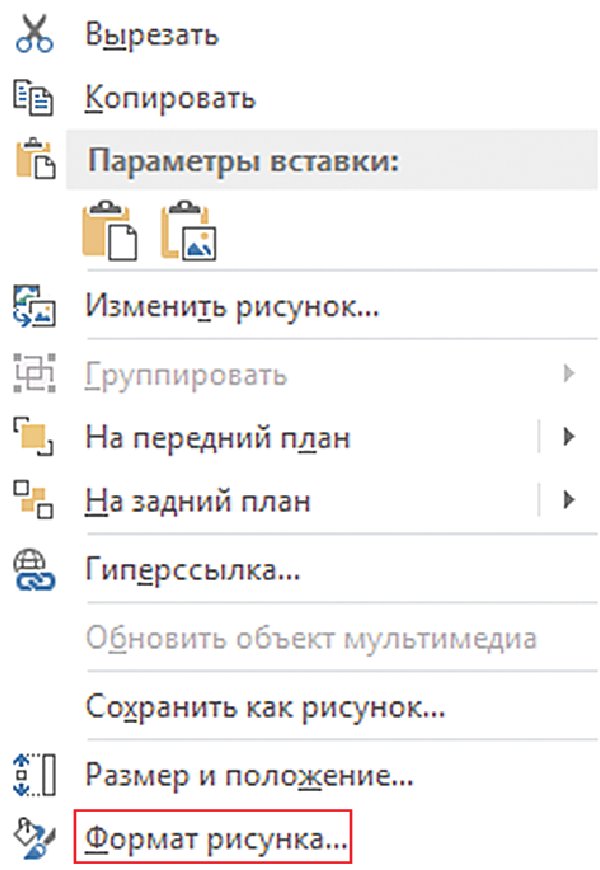 Вырезать
Копировать
Параметры вставки:
Изменить рисунок...
Группировать
На передний план
На задний план
Гиперссылка...
Обновить объект мультимедиа
Сохранить как рисунок...
Размер и положение...
Формат рисунка...